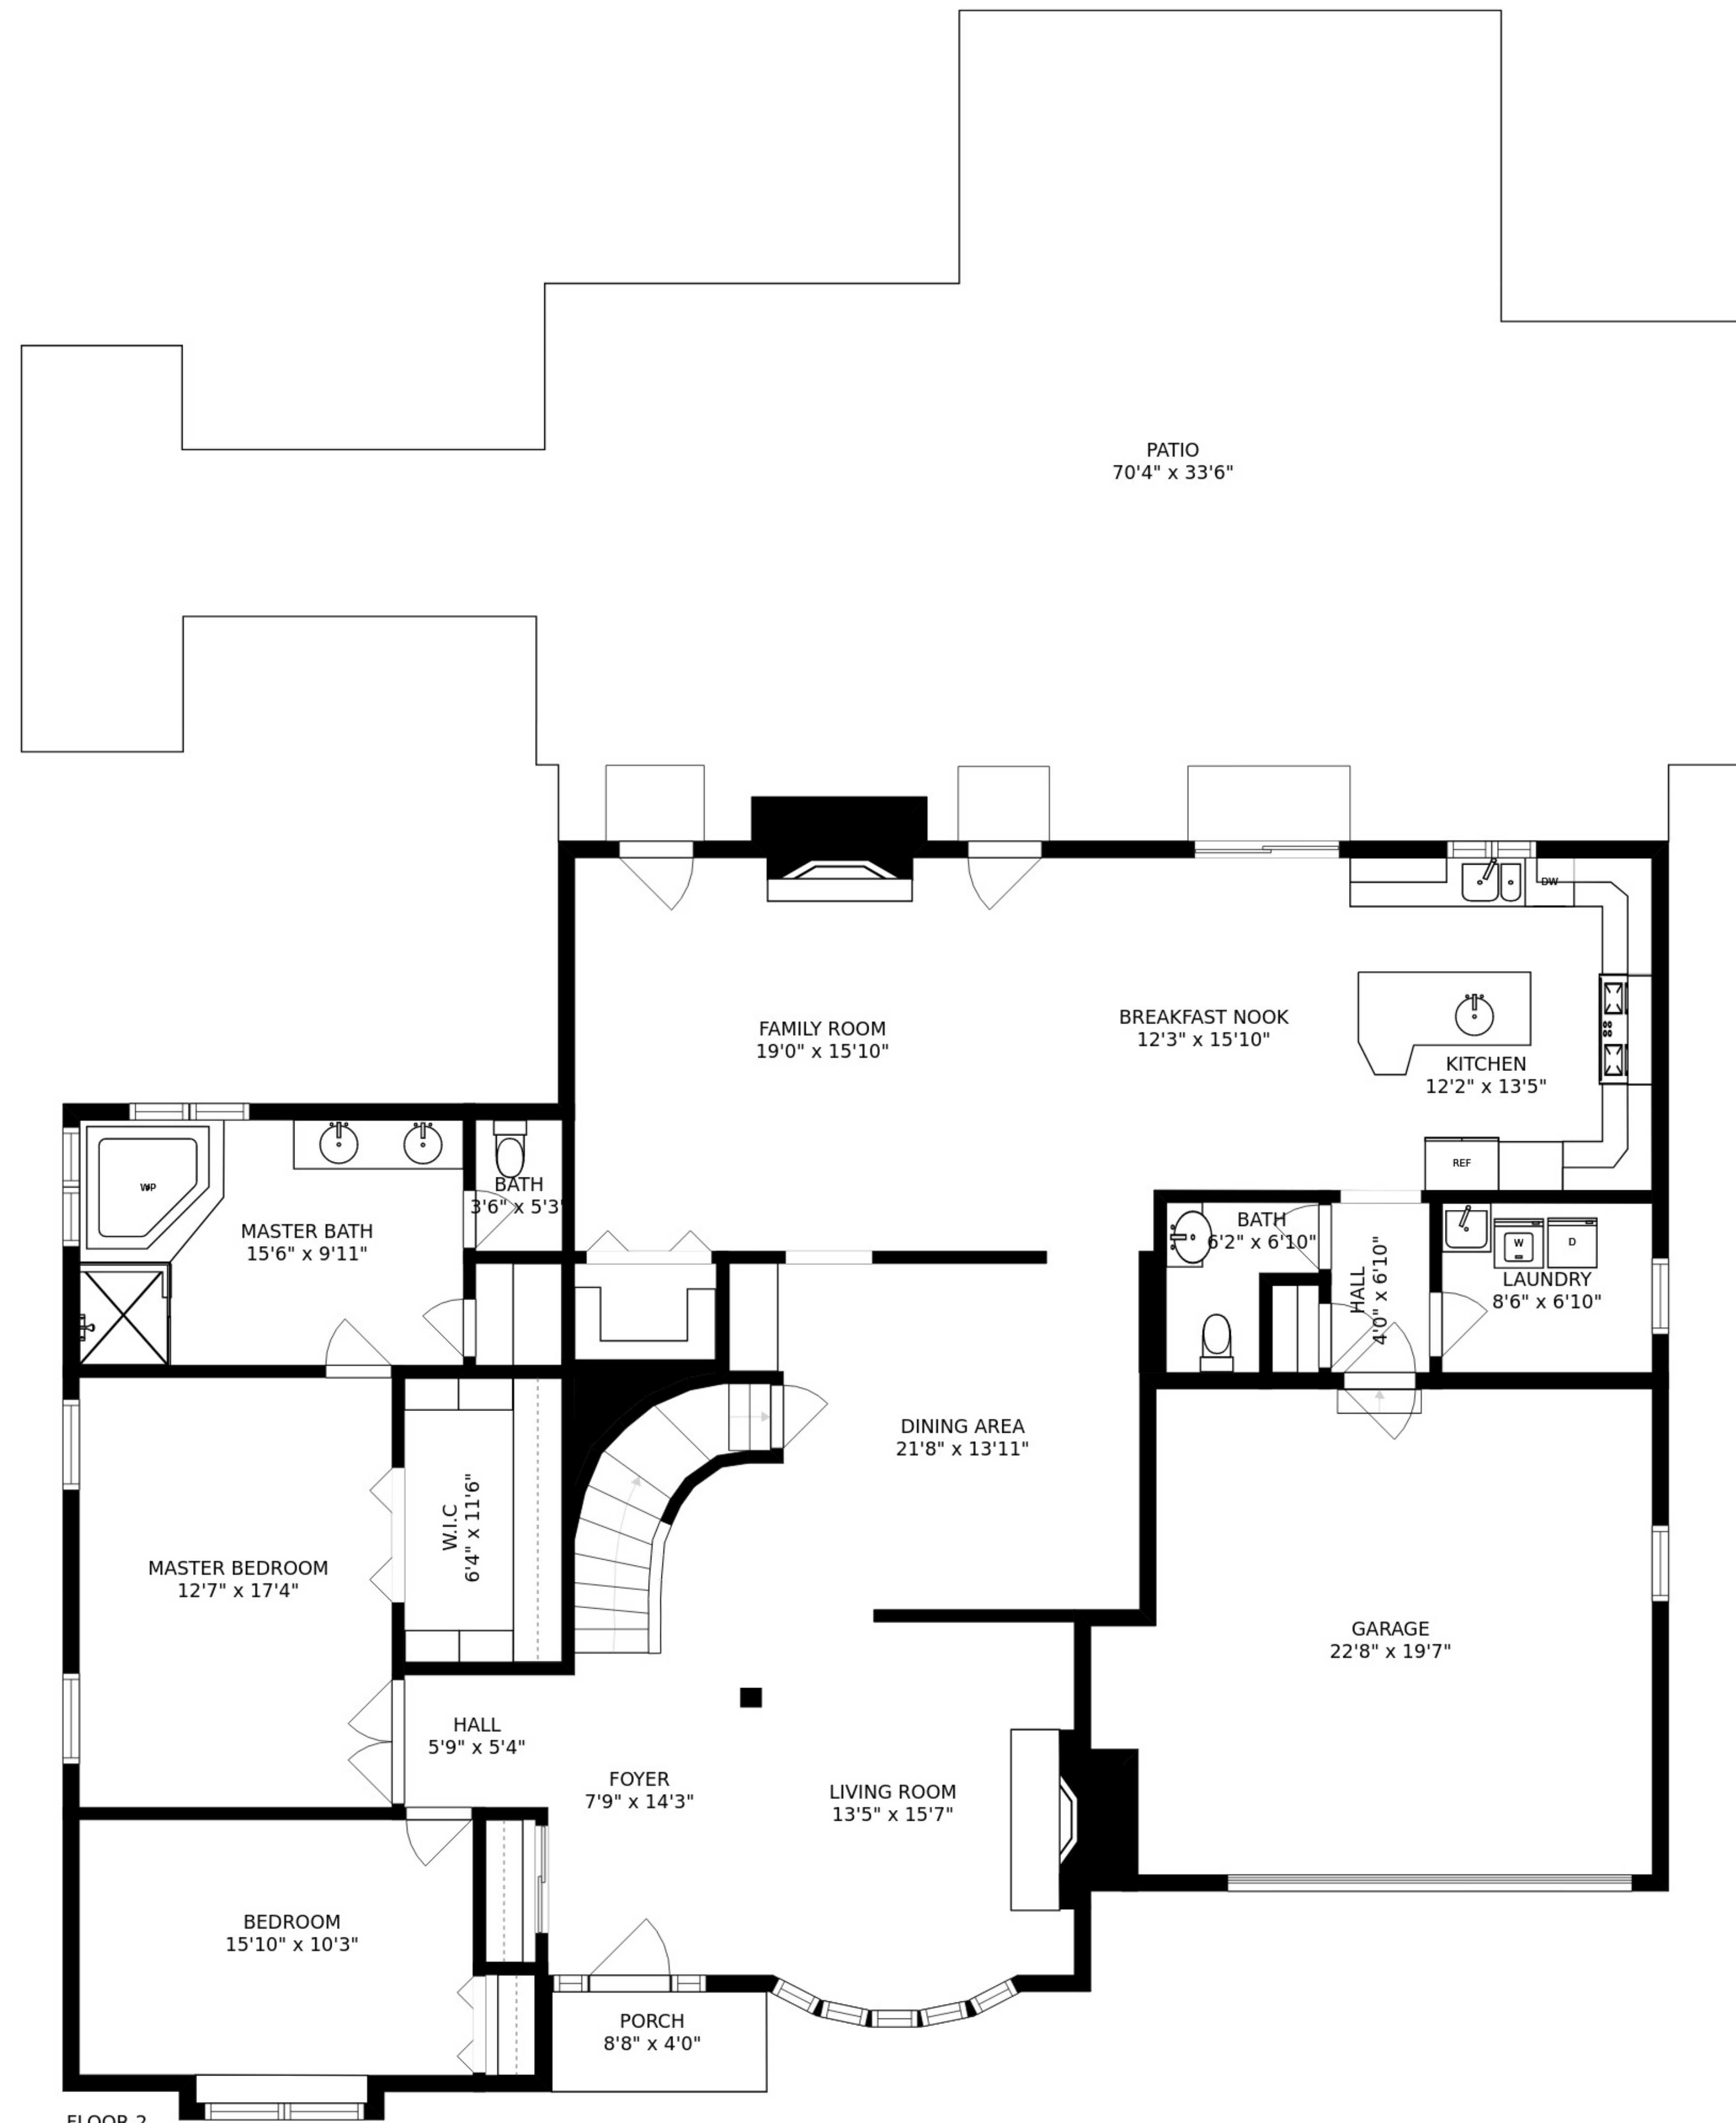 PATIO
70'4" x 33'6"
DW
FAMILY ROOM
19'0" x 15'10"
BREAKFAST NOOK
12'3" x 15'10"
KITCHEN
12'2" x 13'5"
REF
WP
MASTER BATH
15'6" x 9'11"
BATH
3'6" x 5'3"
BATH
6'2" x 6'10"
HALL
4'0" x 6'10"
W
D
LAUNDRY
8'6" x 6'10"
DINING AREA
21'8" x 13'11"
W.I.C
6'4" x 11'6"
MASTER BEDROOM
12'7" x 17'4"
GARAGE
22'8" x 19'7"
HALL
5'9" x 5'4"
FOYER
7'9" x 14'3"
LIVING ROOM
13'5" x 15'7"
BEDROOM
15'10" x 10'3"
PORCH
8'8" x 4'0"
FLOOR 2